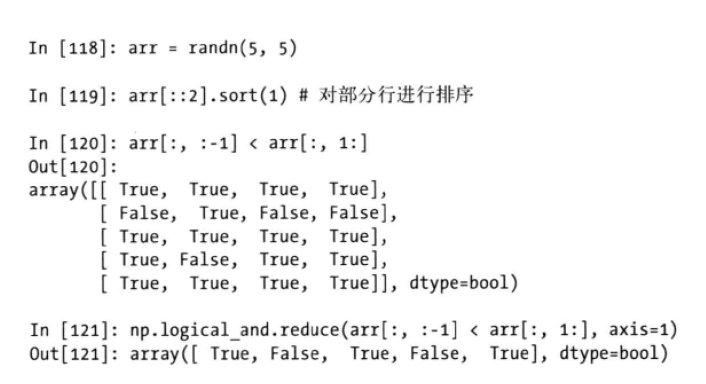 In [118]: arr = randn(5, 5)
In [119]: arr[::2].sort(1) # 对部分行进行排序
In [120]: arr[:, :-1] < arr[:, 1:]
Out[120]:
array([[ True,  True,  True,  True],
       [ False,  True, False, False],
       [ True,  True,  True,  True],
       [ True, False,  True,  True],
       [ True,  True,  True,  True]], dtype=bool)
In [121]: np.logical_and.reduce(arr[:, :-1] < arr[:, 1:], axis=1)
Out[121]: array([ True, False,  True, False,  True], dtype=bool)